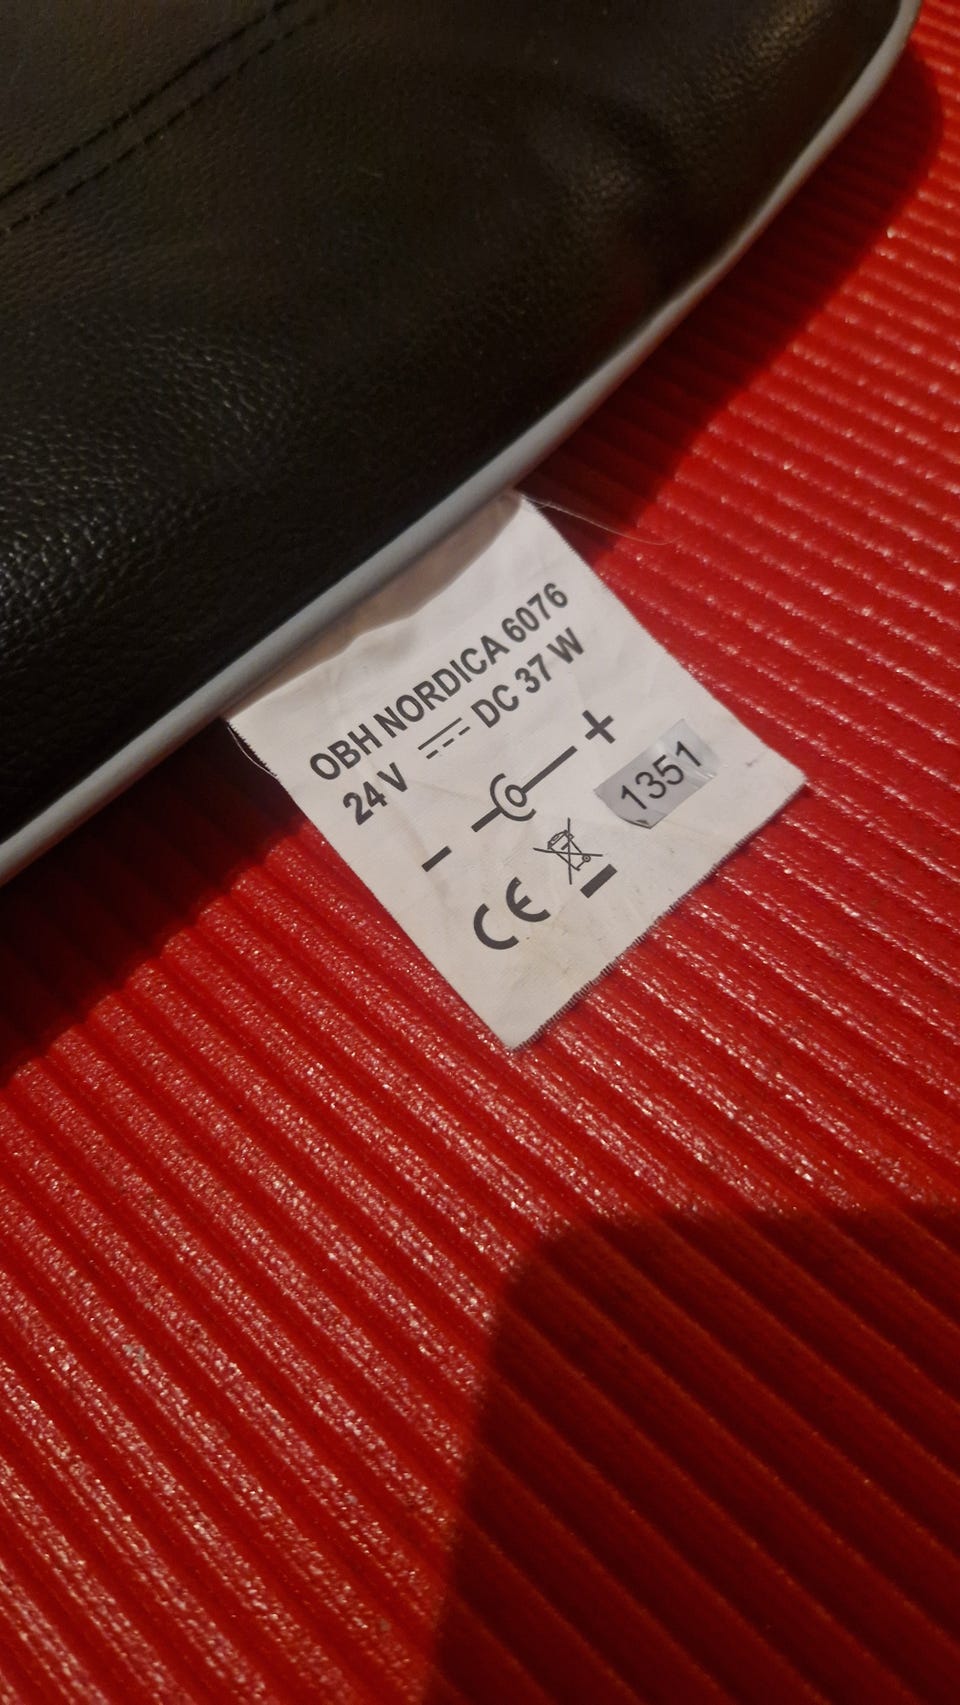 OBH NORDICA 6076
24 V ⎓ DC 37 W
- +
1351
CE